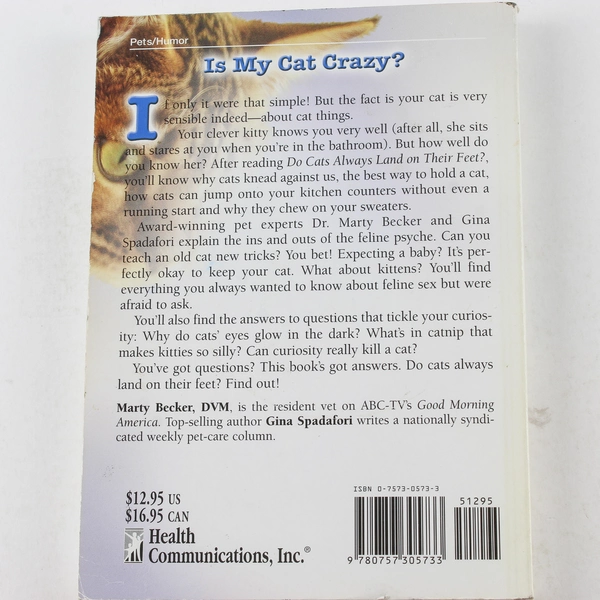 Pets/Humor
Is My Cat Crazy?
If only it were that simple! But the fact is your cat is very
sensible indeed—about cat things.
Your clever kitty knows you very well (after all, she sits
and stares at you when you're in the bathroom). But how well do
you know her? After reading Do Cats Always Land on Their Feet?,
you'll know why cats knead against us, the best way to hold a cat,
how cats can jump onto your kitchen counters without even a
running start and why they chew on your sweaters.
Award-winning pet experts Dr. Marty Becker and Gina
Spadafori explain the ins and outs of the feline psyche. Can you
teach an old cat new tricks? You bet! Expecting a baby? It's per-
fectly okay to keep your cat. What about kittens? You'll find
everything you always wanted to know about feline sex but were
afraid to ask.
You'll also find the answers to questions that tickle your curios-
ity: Why do cats' eyes glow in the dark? What's in catnip that
makes kitties so silly? Can curiosity really kill a cat?
You've got questions? This book's got answers. Do cats always
land on their feet? Find out!
Marty Becker, DVM, is the resident vet on ABC-TV's Good Morning
America. Top-selling author Gina Spadafori writes a nationally syndi-
cated weekly pet-care column.
$12.95 US
$16.95 CAN
Health
Communications, Inc.®
ISBN 0-7573-0573-3
51295
9 780757 305733